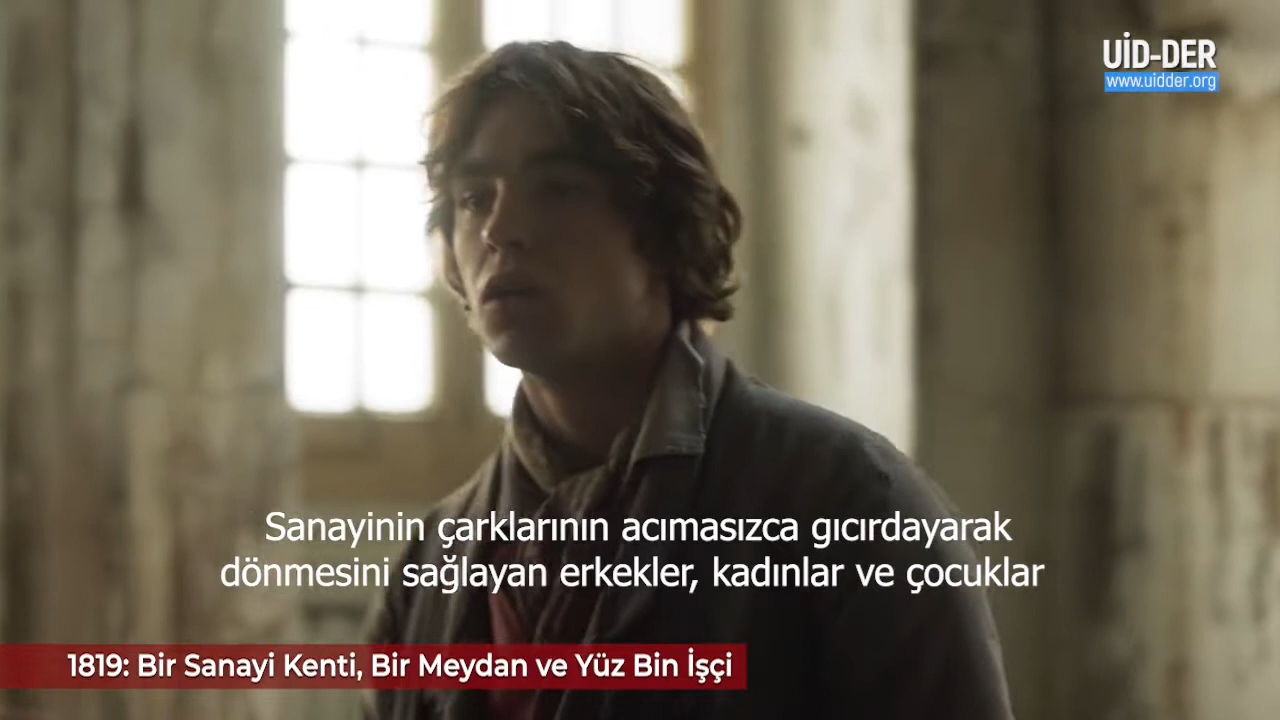 UİD-DER
www.uidder.org
Sanayinin çarklarının acımasızca gıcırdayarak
dönmesini sağlayan erkekler, kadınlar ve çocuklar
1819: Bir Sanayi Kenti, Bir Meydan ve Yüz Bin İşçi